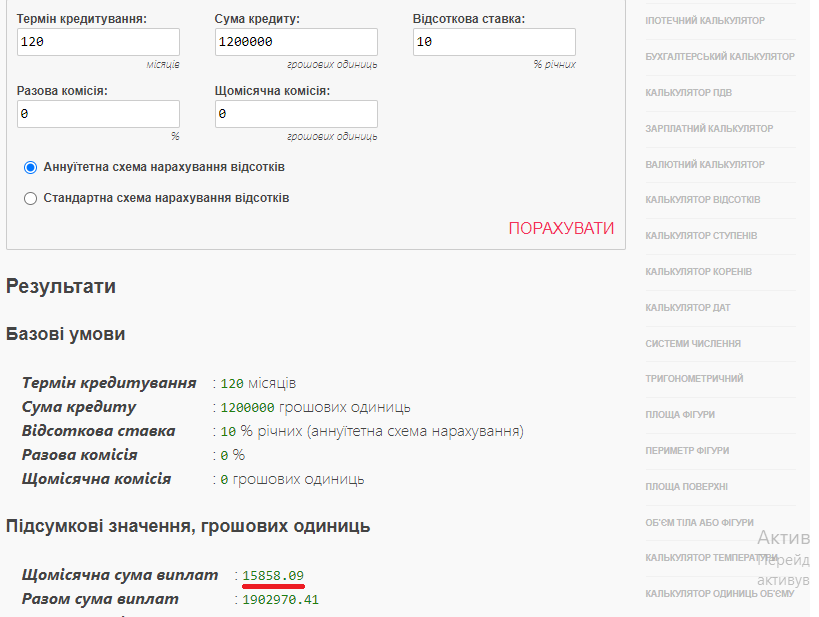 Термін кредитування: Сума кредиту: Відсоткова ставка:
120 1200000 10
місяців грошових одиниць % річних
Разова комісія: Щомісячна комісія:
0 0
% грошових одиниць
Аннуїтетна схема нарахування відсотків
Стандартна схема нарахування відсотків
ПОРАХУВАТИ
Результати
Базові умови
Термін кредитування : 120 місяців
Сума кредиту : 1200000 грошових одиниць
Відсоткова ставка : 10 % річних (аннуїтетна схема нарахування)
Разова комісія : 0 %
Щомісячна комісія : 0 грошових одиниць
Підсумкові значення, грошових одиниць
Щомісячна сума виплат : 15858.09
Разом сума виплат : 1902970.41
ІПОТЕЧНИЙ КАЛЬКУЛЯТОР
БУХГАЛТЕРСЬКИЙ КАЛЬКУЛЯТОР
КАЛЬКУЛЯТОР ПДВ
ЗАРПЛАТНИЙ КАЛЬКУЛЯТОР
ВАЛЮТНИЙ КАЛЬКУЛЯТОР
КАЛЬКУЛЯТОР ВІДСОТКІВ
КАЛЬКУЛЯТОР СТУПЕНІВ
КАЛЬКУЛЯТОР КОРЕНІВ
КАЛЬКУЛЯТОР ДАТ
СИСТЕМИ ЧИСЛЕННЯ
ТРИГОНОМЕТРИЧНИЙ
ПЛОЩА ФІГУРИ
ПЕРИМЕТР ФІГУРИ
ПЛОЩА ПОВЕРХНІ
ОБ'ЄМ ТІЛА АБО ФІГУРИ
КАЛЬКУЛЯТОР ТЕМПЕРАТУРИ
КАЛЬКУЛЯТОР ОДИНИЦЬ ОБ'ЄМУ
Актив
Перейд
активув